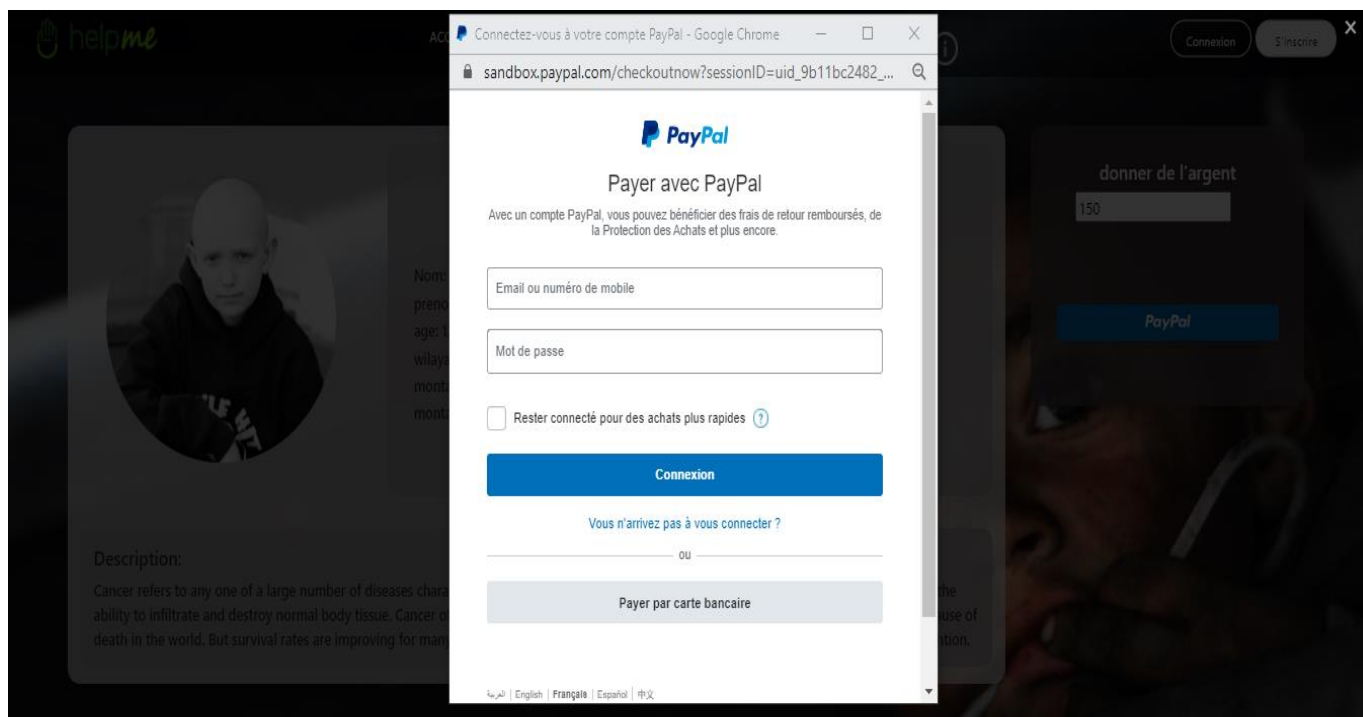 helpme
Connexion
S'inscrire
X
Connectez-vous à votre compte PayPal - Google Chrome
sandbox.paypal.com/checkoutnow?sessionID=uid_9b11bc2482_...
PayPal
Payer avec PayPal
Avec un compte PayPal, vous pouvez bénéficier des frais de retour remboursés, de
la Protection des Achats et plus encore.
Email ou numéro de mobile
Mot de passe
Rester connecté pour des achats plus rapides ?
Connexion
Vous n'arrivez pas à vous connecter ?
ou
Payer par carte bancaire
العربية | English | Français | Español | 中文
donner de l'argent
150
PayPal
Nom:
age: 1
Description:
Cancer refers to any one of a large number of diseases chara
ability to infiltrate and destroy normal body tissue. Cancer o
death in the world. But survival rates are improving for many